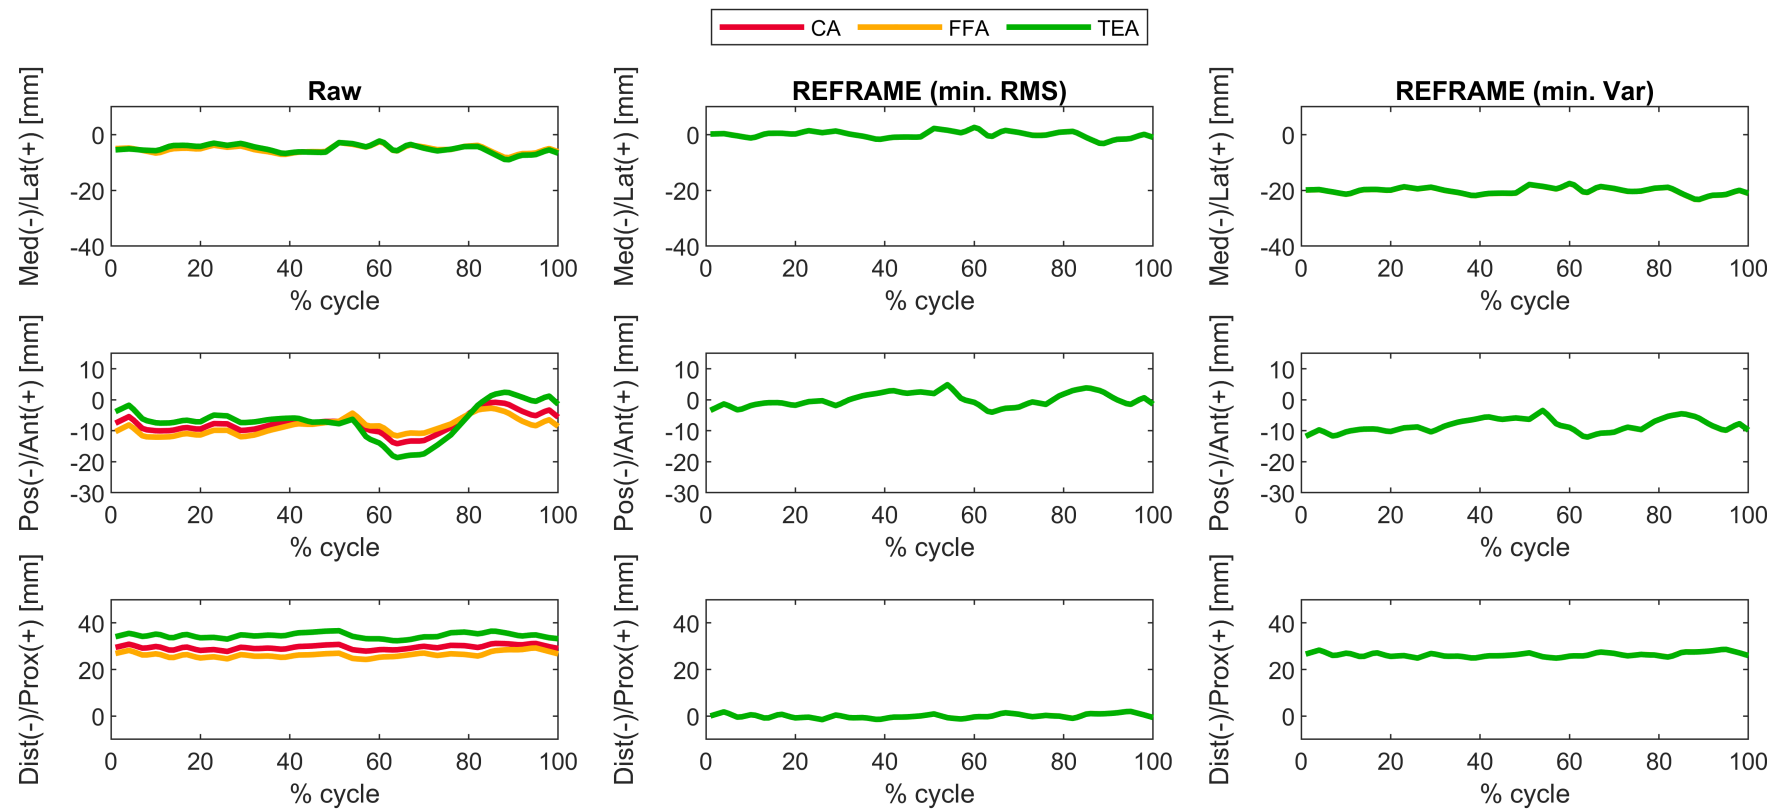 CA FFA TEA
Raw REFRAME (min. RMS) REFRAME (min. Var)
Med(-)/Lat(+) [mm]
0
-20
-40
0 20 40 60 80 100
% cycle
Med(-)/Lat(+) [mm]
0
-20
-40
0 20 40 60 80 100
% cycle
Med(-)/Lat(+) [mm]
0
-20
-40
0 20 40 60 80 100
% cycle
Pos(-)/Ant(+) [mm]
10
0
-10
-20
-30
0 20 40 60 80 100
% cycle
Pos(-)/Ant(+) [mm]
10
0
-10
-20
-30
0 20 40 60 80 100
% cycle
Pos(-)/Ant(+) [mm]
10
0
-10
-20
-30
0 20 40 60 80 100
% cycle
Dist(-)/Prox(+) [mm]
40
20
0
0 20 40 60 80 100
% cycle
Dist(-)/Prox(+) [mm]
40
20
0
0 20 40 60 80 100
% cycle
Dist(-)/Prox(+) [mm]
40
20
0
0 20 40 60 80 100
% cycle